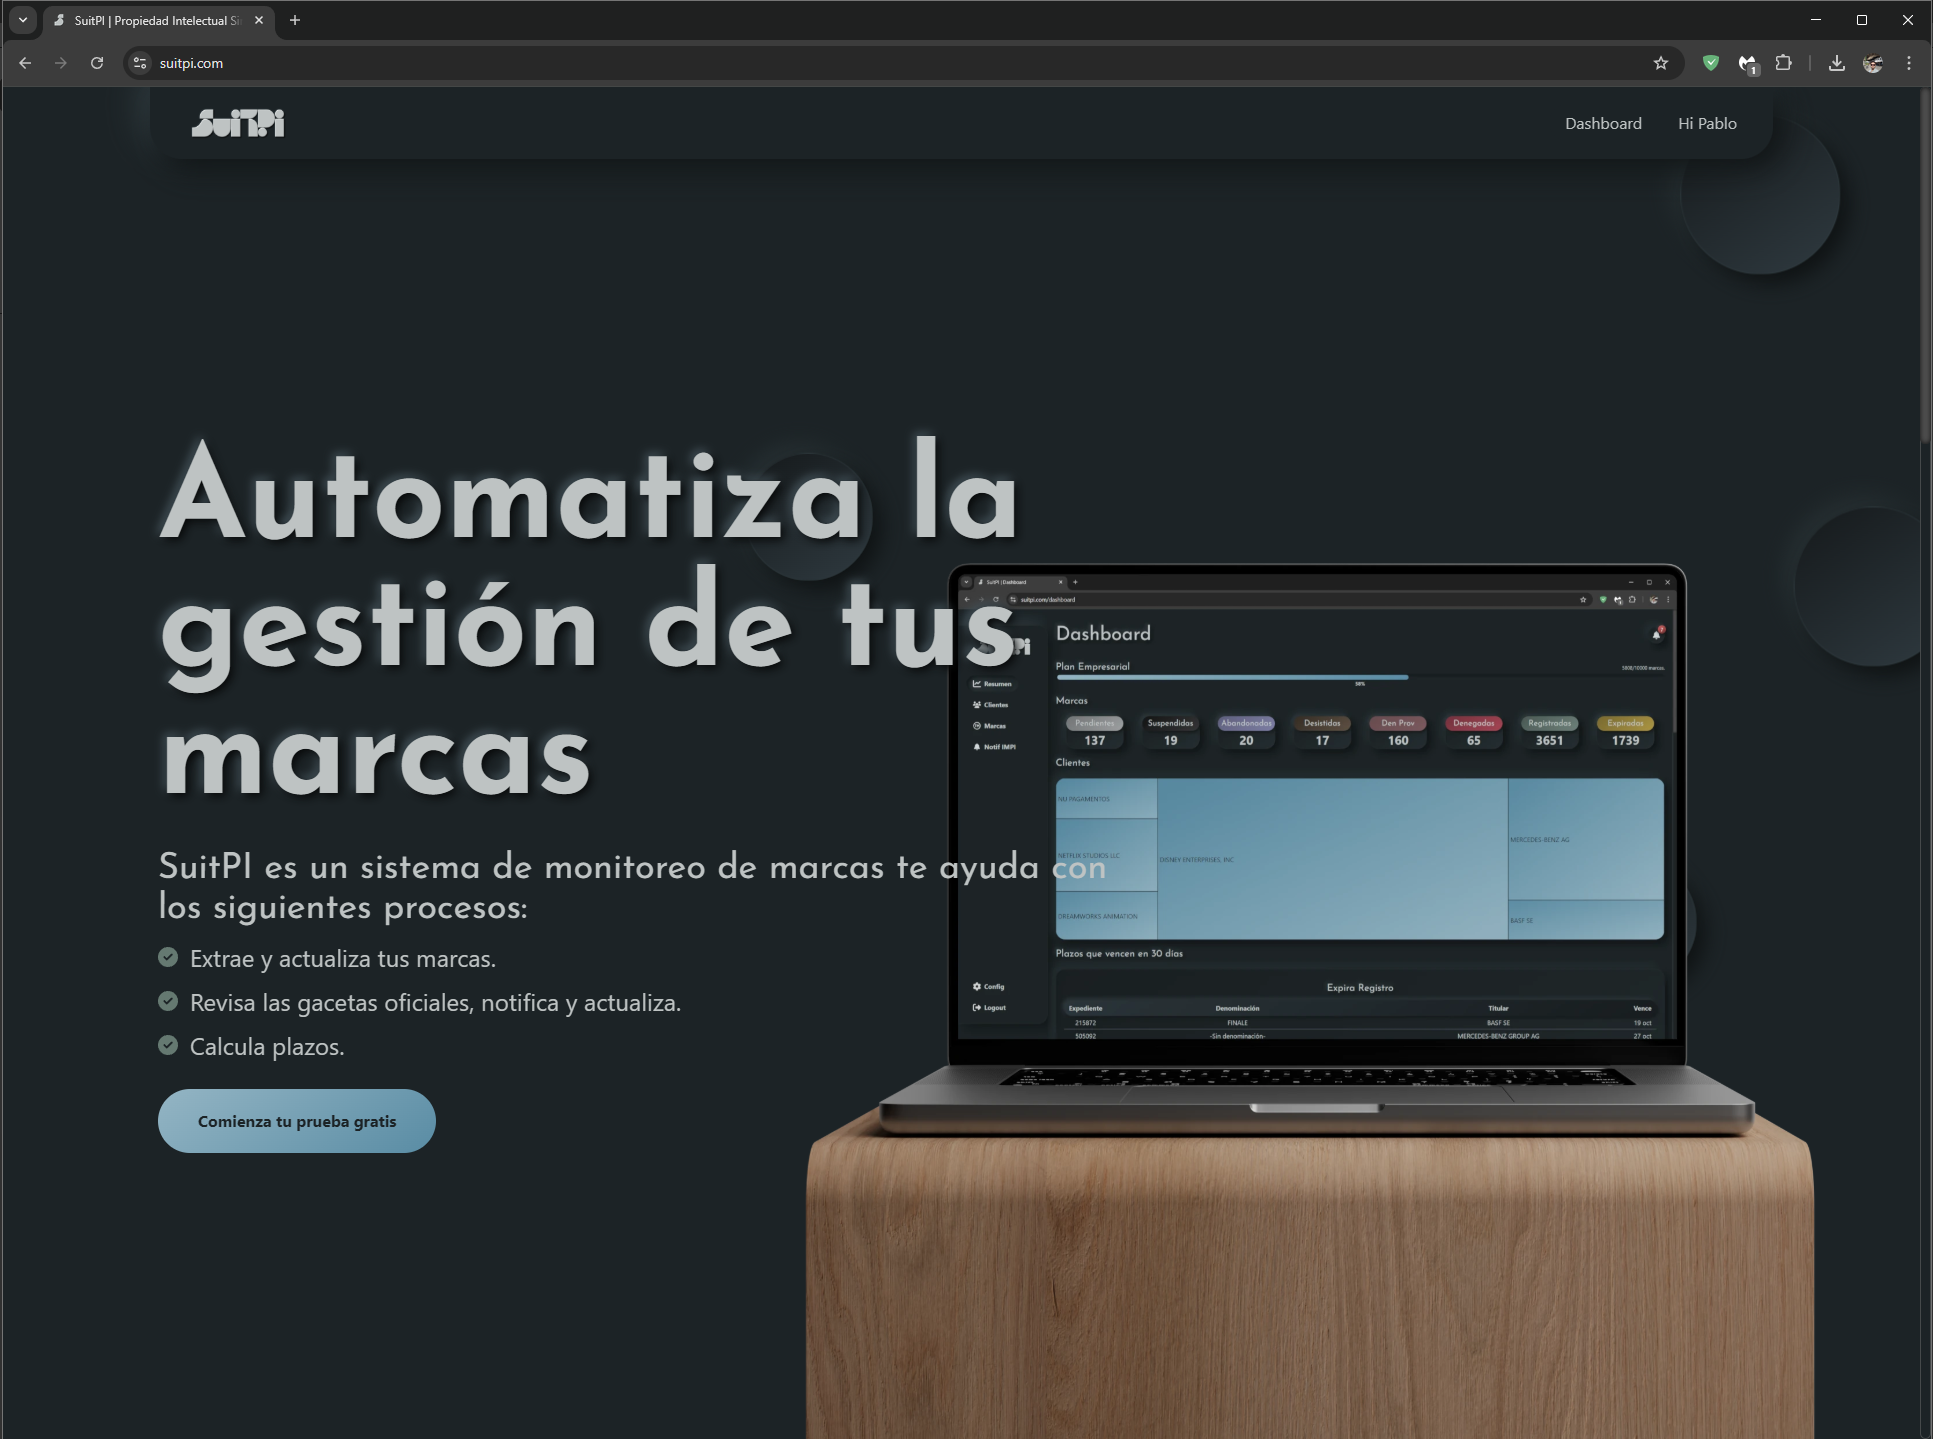 SuitPI | Propiedad Intelectual Si
suitpi.com
1
SuiTPi
Dashboard
Hi Pablo
Automatiza la
gestión de tus
marcas
SuitPI es un sistema de monitoreo de marcas te ayuda con
los siguientes procesos:
Extrae y actualiza tus marcas.
Revisa las gacetas oficiales, notifica y actualiza.
Calcula plazos.
Comienza tu prueba gratis
SuitPI | Dashboard
suitpi.com/dashboard
Dashboard
Plan Empresarial
38%
Resumen
Clientes
Marcas
Notif IMPI
Config
Logout
Marcas
Pendientes Suspendidas Abandonadas Desistidas Den Prov Denegadas Registradas Expiradas
137 19 20 17 160 65 3651 1739
Clientes
NU PAGAMENTOS
NETFLIX STUDIOS LLC
DREAMWORKS ANIMATION
DISNEY ENTERPRISES, INC
MERCEDES-BENZ AG
BASF SE
Plazos que vencen en 30 días
Expira Registro
Expediente Denominación Titular Vence
215872 FINALE BASF SE 19 oct
505092 -Sin denominación- MERCEDES-BENZ GROUP AG 27 oct